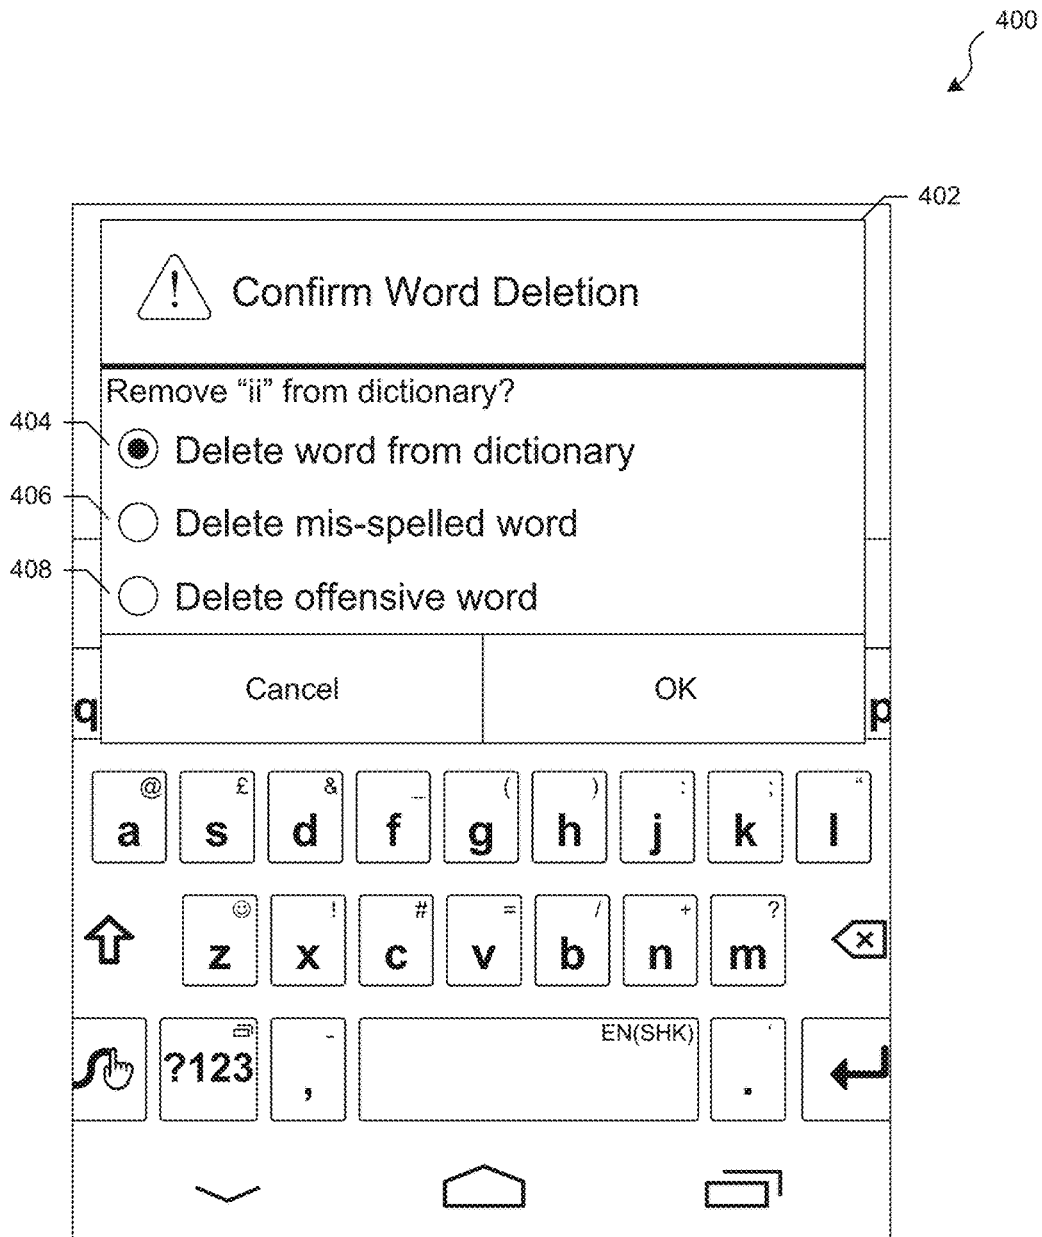 400
402
! Confirm Word Deletion
Remove “ii” from dictionary?
404
Delete word from dictionary
406
Delete mis-spelled word
408
Delete offensive word
Cancel OK
q p
@ £ & _ ( ) : ; “
a s d f g h j k l
! # = / + ?
z x c v b n m
EN(SHK) ‘
?123 , .